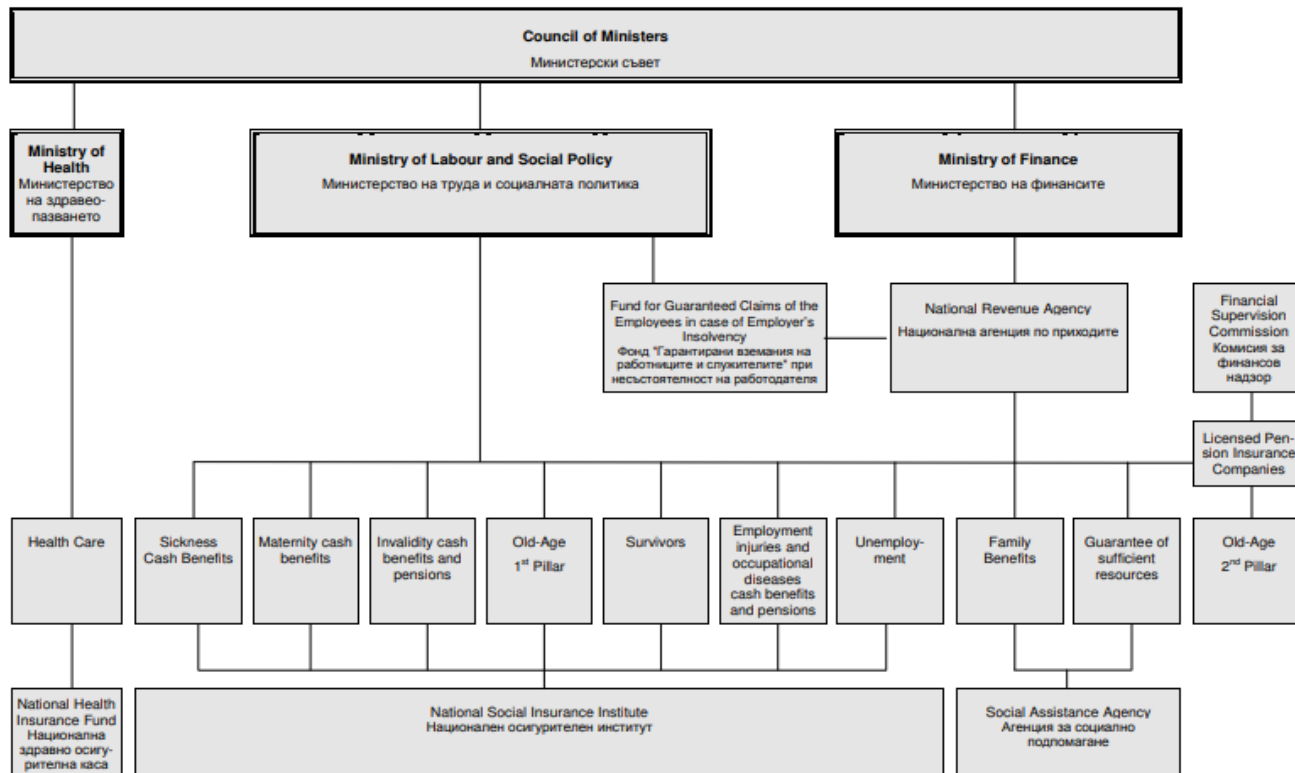 Council of Ministers
Министерски съвет
Ministry of
Health
Министерство
на здравео-
пазването
Ministry of Labour and Social Policy
Министерство на труда и социалната политика
Ministry of Finance
Министерство на финансите
Fund for Guaranteed Claims of the
Employees in case of Employer's
Insolvency
Фонд "Гарантирани вземания на
работниците и служителите" при
несъстоятелност на работодателя
National Revenue Agency
Национална агенция по приходите
Financial
Supervision
Commission
Комисия за
финансов
надзор
Licensed Pen-
sion Insurance
Companies
Health Care
Sickness
Cash Benefits
Maternity cash
benefits
Invalidity cash
benefits and
pensions
Old-Age
1st Pillar
Survivors
Employment
injuries and
occupational
diseases
cash benefits
and pensions
Unemploy-
ment
Family
Benefits
Guarantee of
sufficient
resources
Old-Age
2nd Pillar
National Health
Insurance Fund
Национална
здравно осигу-
рителна каса
National Social Insurance Institute
Национален осигурителен институт
Social Assistance Agency
Агенция за социално
подпомагане